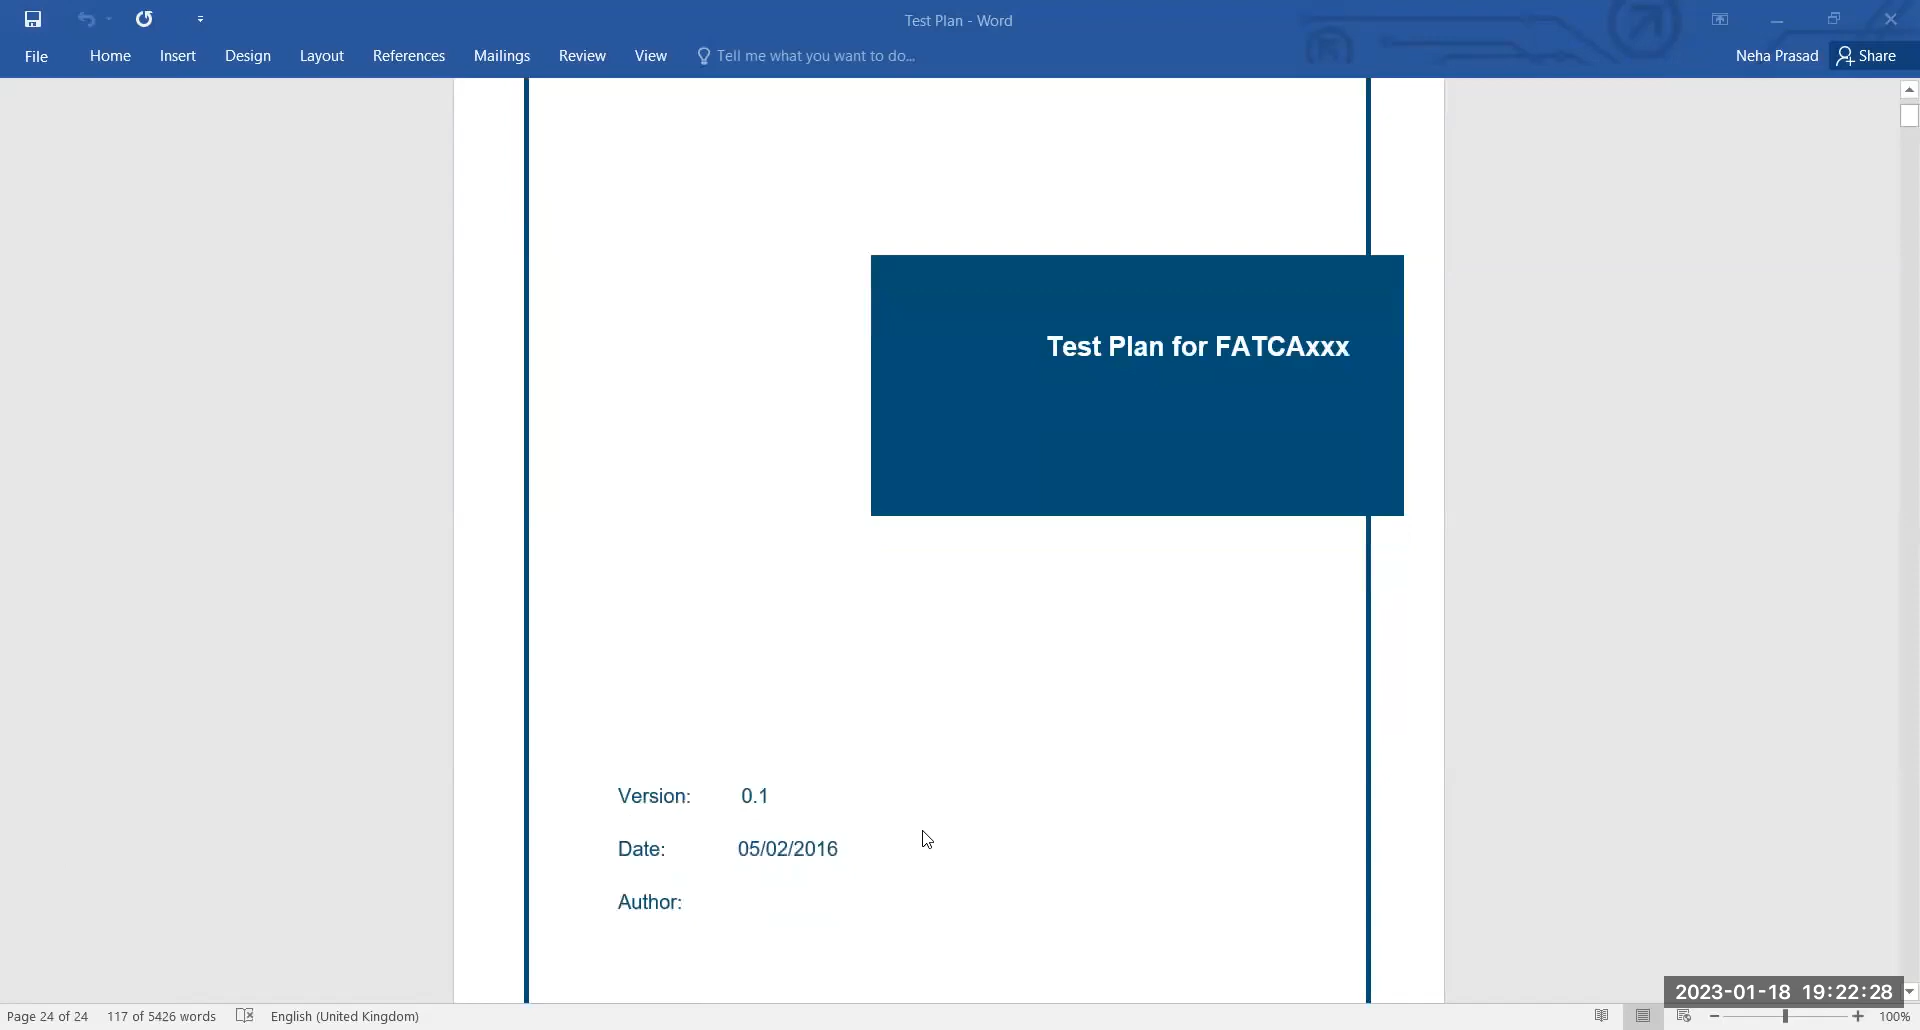 Test Plan - Word
File Home Insert Design Layout References Mailings Review View Tell me what you want to do... Neha Prasad Share
Test Plan for FATCAxxx
Version: 0.1
Date: 05/02/2016
Author:
2023-01-18 19:22:28
Page 24 of 24 117 of 5426 words English (United Kingdom) 100%